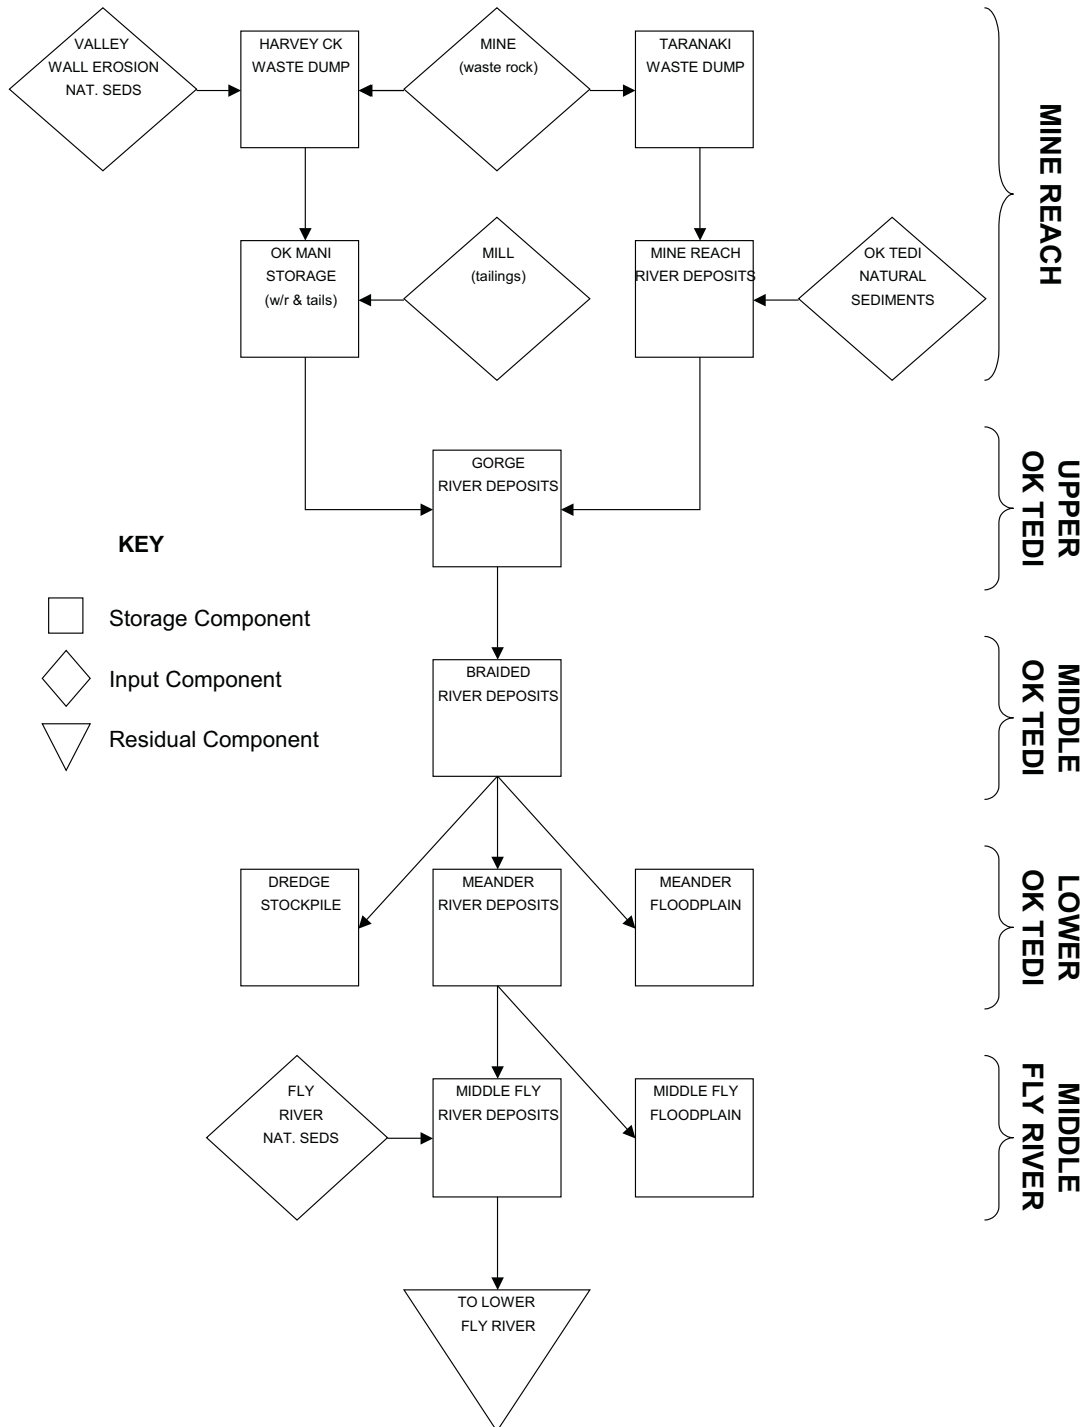 VALLEY
WALL EROSION
NAT. SEDS
HARVEY CK
WASTE DUMP
MINE
(waste rock)
TARANAKI
WASTE DUMP
MINE REACH
OK MANI
STORAGE
(w/r & tails)
MILL
(tailings)
MINE REACH
RIVER DEPOSITS
OK TEDI
NATURAL
SEDIMENTS
GORGE
RIVER DEPOSITS
UPPER
OK TEDI
KEY
Storage Component
Input Component
Residual Component
BRAIDED
RIVER DEPOSITS
MIDDLE
OK TEDI
DREDGE
STOCKPILE
MEANDER
RIVER DEPOSITS
MEANDER
FLOODPLAIN
LOWER
OK TEDI
FLY
RIVER
NAT. SEDS
MIDDLE FLY
RIVER DEPOSITS
MIDDLE FLY
FLOODPLAIN
MIDDLE
FLY RIVER
TO LOWER
FLY RIVER